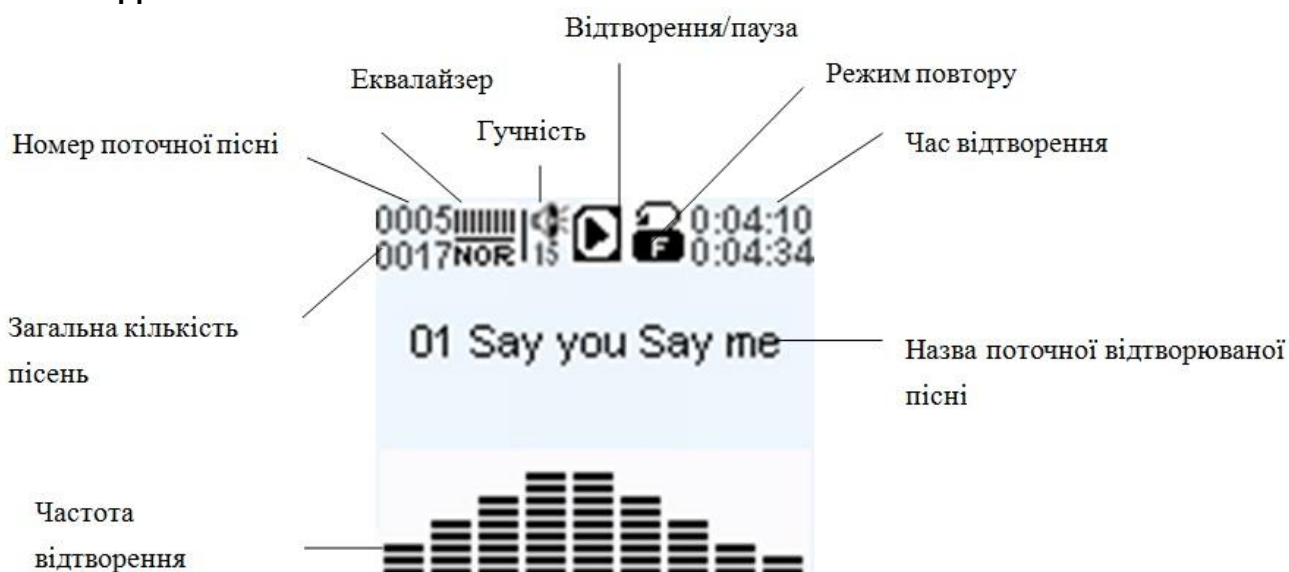 Відтворення/пауза
Еквалайзер
Режим повтору
Номер поточної пісні
Гучність
Час відтворення
0005 0:04:10
0017 NOR 15 F 0:04:34
Загальна кількість
пісень
01 Say you Say me
Назва поточної відтворюваної
пісні
Частота
відтворення